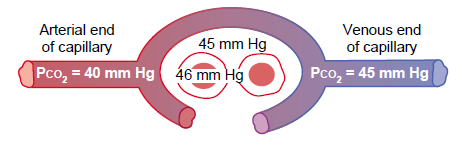 Arterial end
of capillary
Venous end
of capillary
45 mm Hg
PCO₂ = 40 mm Hg
46 mm Hg
PCO₂ = 45 mm Hg